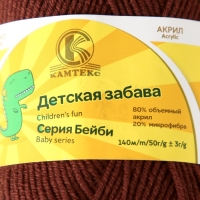 АКРИЛ
Acrylic
КАМТЕКС
Детская забава
Children's fun
80% объемный
акрил
20% микрофибра
Серия Бейби
Baby series
140м/m/50г/g ± 3г/g